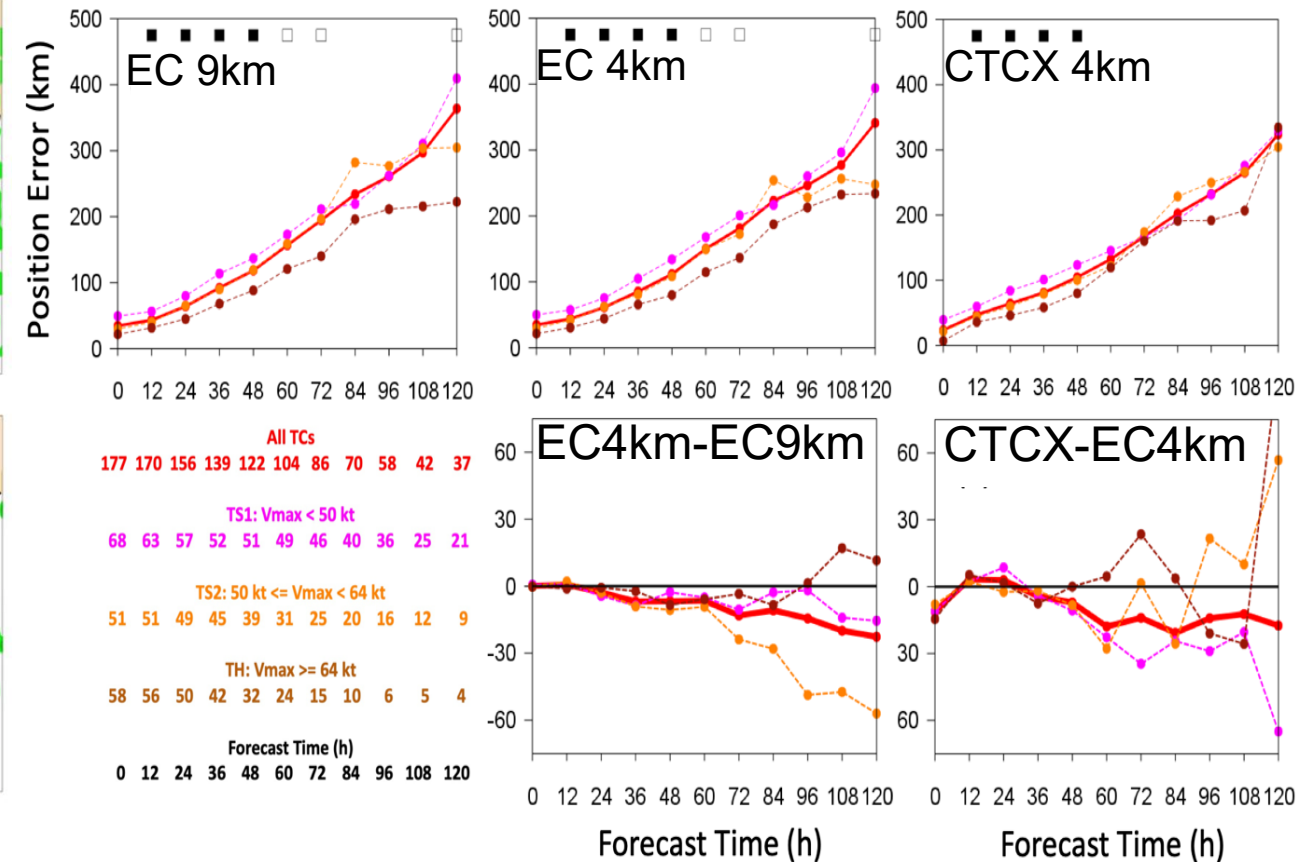 Position Error (km)
500
400
300
200
100
0
EC 9km
0 12 24 36 48 60 72 84 96 108 120
500
400
300
200
100
0
EC 4km
0 12 24 36 48 60 72 84 96 108 120
500
400
300
200
100
0
CTCX 4km
0 12 24 36 48 60 72 84 96 108 120
All TCs
177 170 156 139 122 104 86 70 58 42 37
TS1: Vmax < 50 kt
68 63 57 52 51 49 46 40 36 25 21
TS2: 50 kt <= Vmax < 64 kt
51 51 49 45 39 31 25 20 16 12 9
TH: Vmax >= 64 kt
58 56 50 42 32 24 15 10 6 5 4
Forecast Time (h)
0 12 24 36 48 60 72 84 96 108 120
EC4km-EC9km
60
30
0
-30
-60
0 12 24 36 48 60 72 84 96 108 120
Forecast Time (h)
CTCX-EC4km
60
30
0
30
60
0 12 24 36 48 60 72 84 96 108 120
Forecast Time (h)